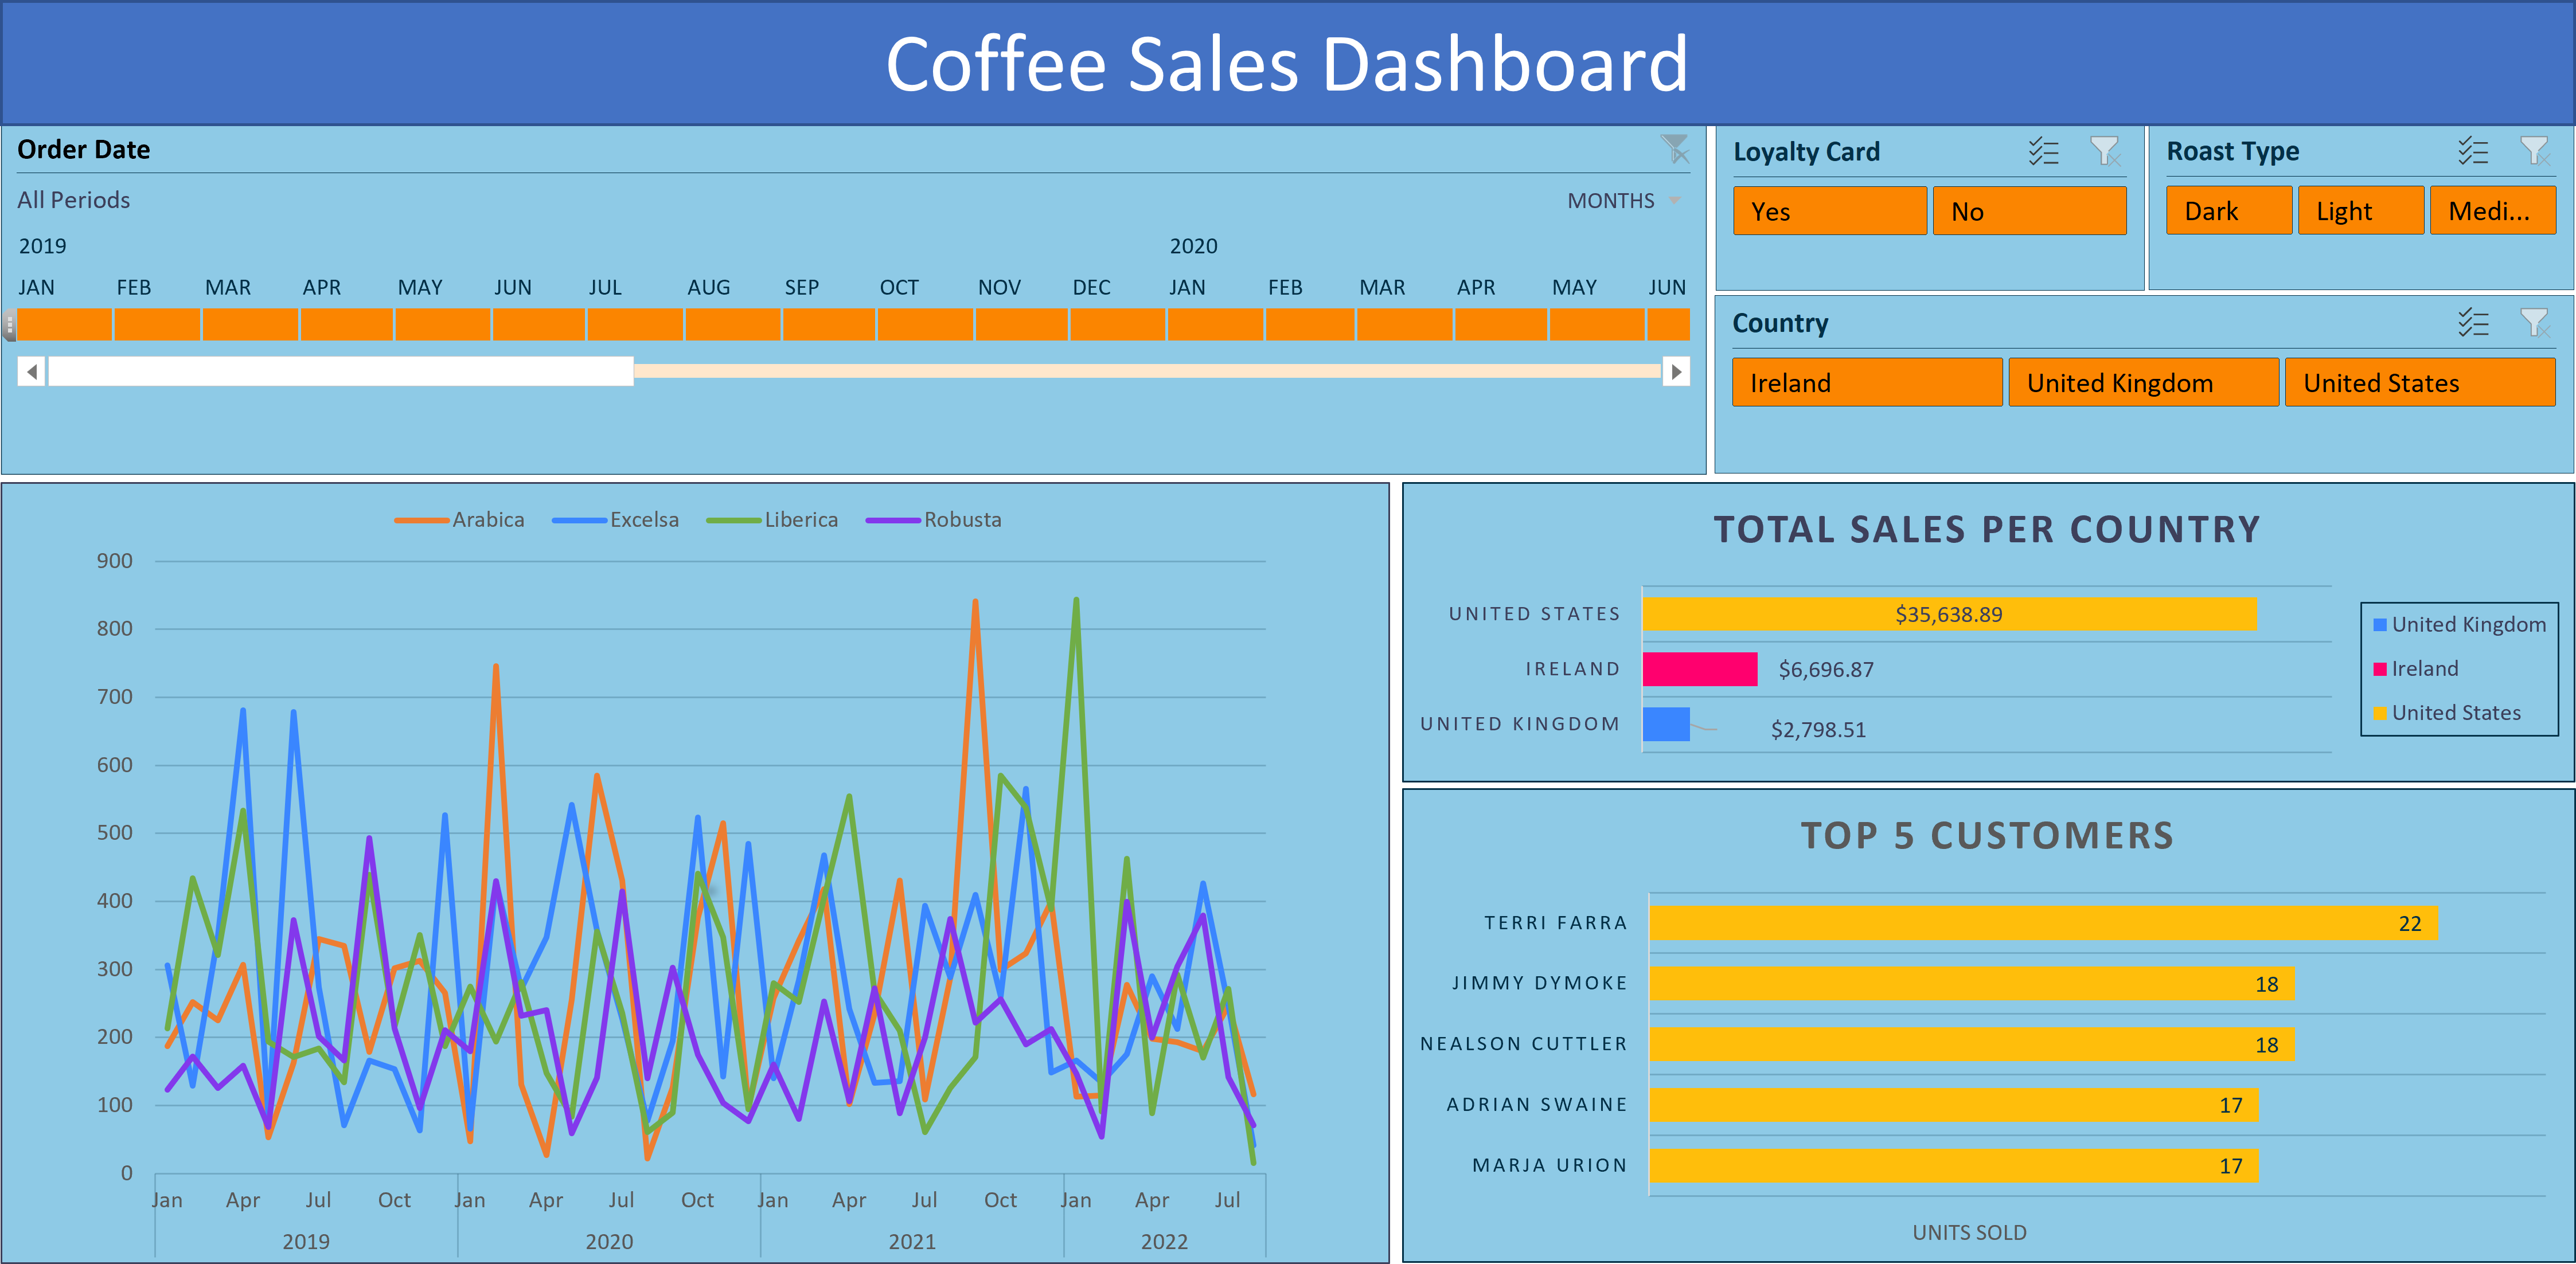 Coffee Sales Dashboard
Order Date
All Periods
MONTHS
2019 2020
JAN FEB MAR APR MAY JUN JUL AUG SEP OCT NOV DEC JAN FEB MAR APR MAY JUN
Loyalty Card
Yes No
Roast Type
Dark Light Medi...
Country
Ireland United Kingdom United States
Arabica Excelsa Liberica Robusta
900
800
700
600
500
400
300
200
100
0
Jan Apr Jul Oct Jan Apr Jul Oct Jan Apr Jul Oct Jan Apr Jul
2019 2020 2021 2022
TOTAL SALES PER COUNTRY
UNITED STATES $35,638.89
IRELAND $6,696.87
UNITED KINGDOM $2,798.51
United Kingdom
Ireland
United States
TOP 5 CUSTOMERS
TERRI FARRA 22
JIMMY DYMOKE 18
NEALSON CUTTLER 18
ADRIAN SWAINE 17
MARJA URION 17
UNITS SOLD